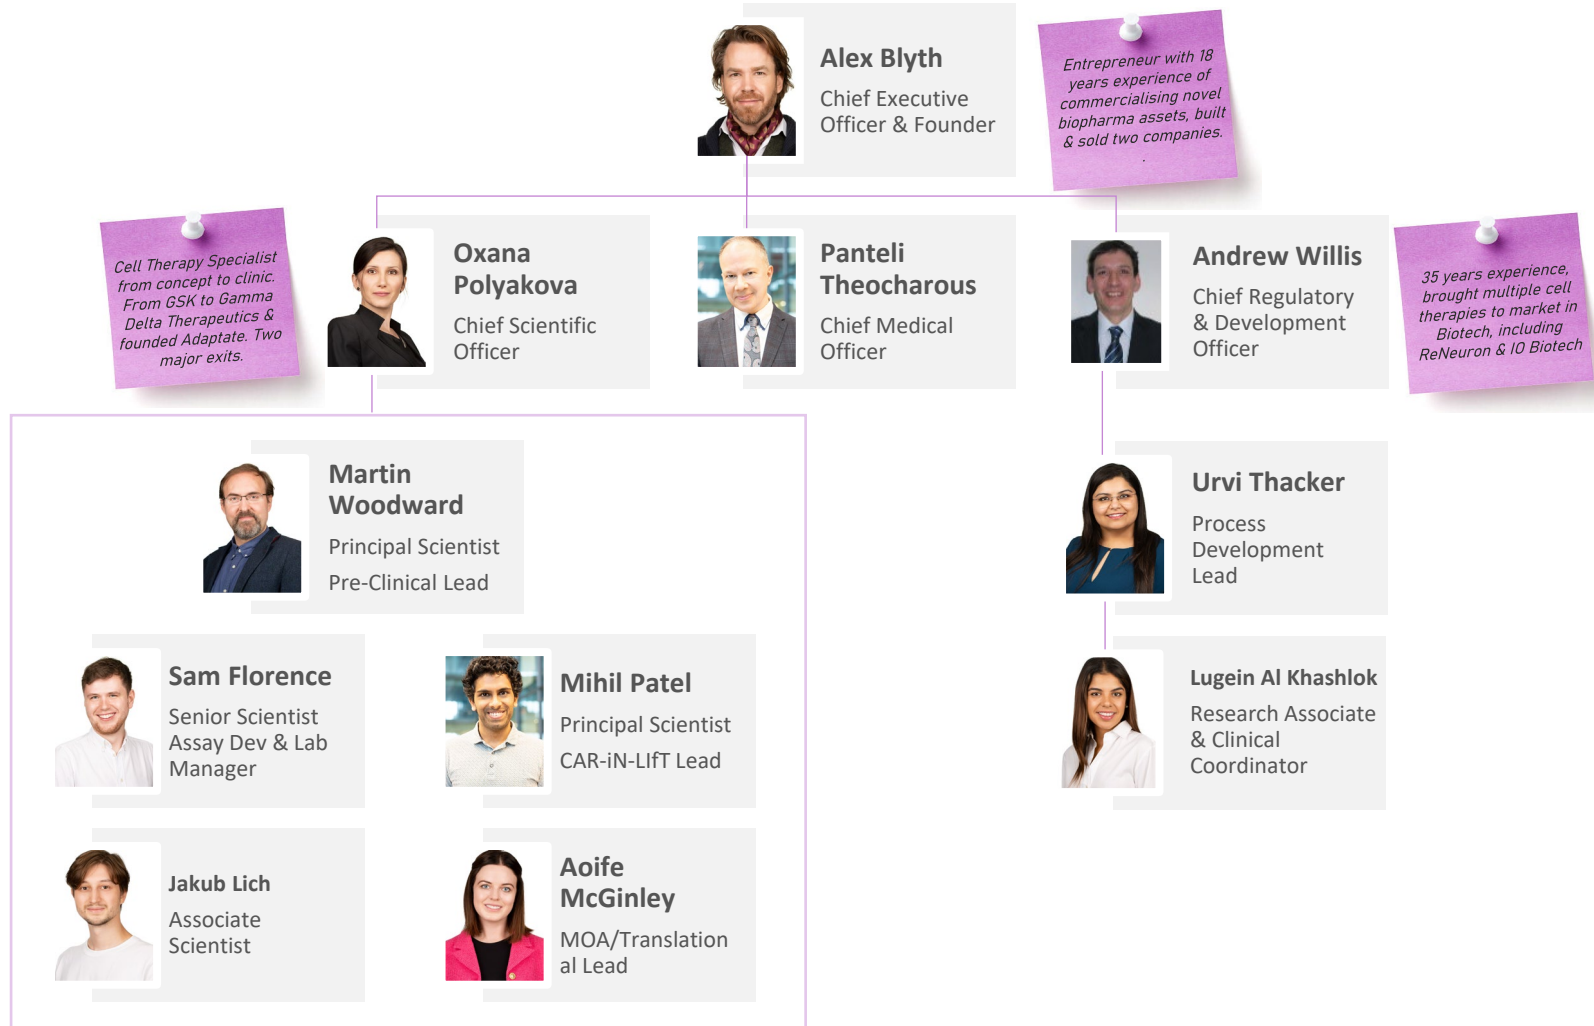 Alex Blyth
Chief Executive
Officer & Founder
Entrepreneur with 18
years experience of
commercialising novel
biopharma assets, built
& sold two companies.
.
Cell Therapy Specialist
from concept to clinic.
From GSK to Gamma
Delta Therapeutics &
founded Adaptate. Two
major exits.
Oxana
Polyakova
Chief Scientific
Officer
Panteli
Theocharous
Chief Medical
Officer
Andrew Willis
Chief Regulatory
& Development
Officer
35 years experience,
brought multiple cell
therapies to market in
Biotech, including
ReNeuron & IO Biotech
Martin
Woodward
Principal Scientist
Pre-Clinical Lead
Urvi Thacker
Process
Development
Lead
Sam Florence
Senior Scientist
Assay Dev & Lab
Manager
Mihil Patel
Principal Scientist
CAR-iN-LIfT Lead
Lugein Al Khashlok
Research Associate
& Clinical
Coordinator
Jakub Lich
Associate
Scientist
Aoife
McGinley
MOA/Translation
al Lead